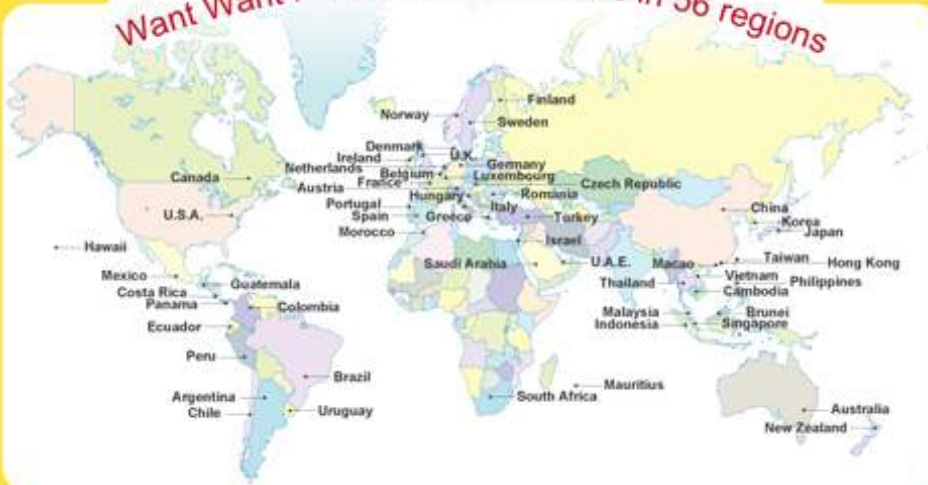 Want Want in 56 regions
Finland
Norway
Sweden
Denmark
U.K.
Ireland
Germany
Netherlands
Belgium
Luxembourg
Canada
Czech Republic
Austria
France
Hungary
Romania
Portugal
Italy
China
Spain
Greece
Turkey
U.S.A.
Korea
Morocco
Japan
Israel
Hawaii
Saudi Arabia
U.A.E.
Macao
Taiwan
Hong Kong
Mexico
Guatemala
Thailand
Vietnam
Philippines
Costa Rica
Cambodia
Panama
Colombia
Malaysia
Brunei
Ecuador
Indonesia
Singapore
Peru
Brazil
Mauritius
Argentina
South Africa
Chile
Uruguay
Australia
New Zealand